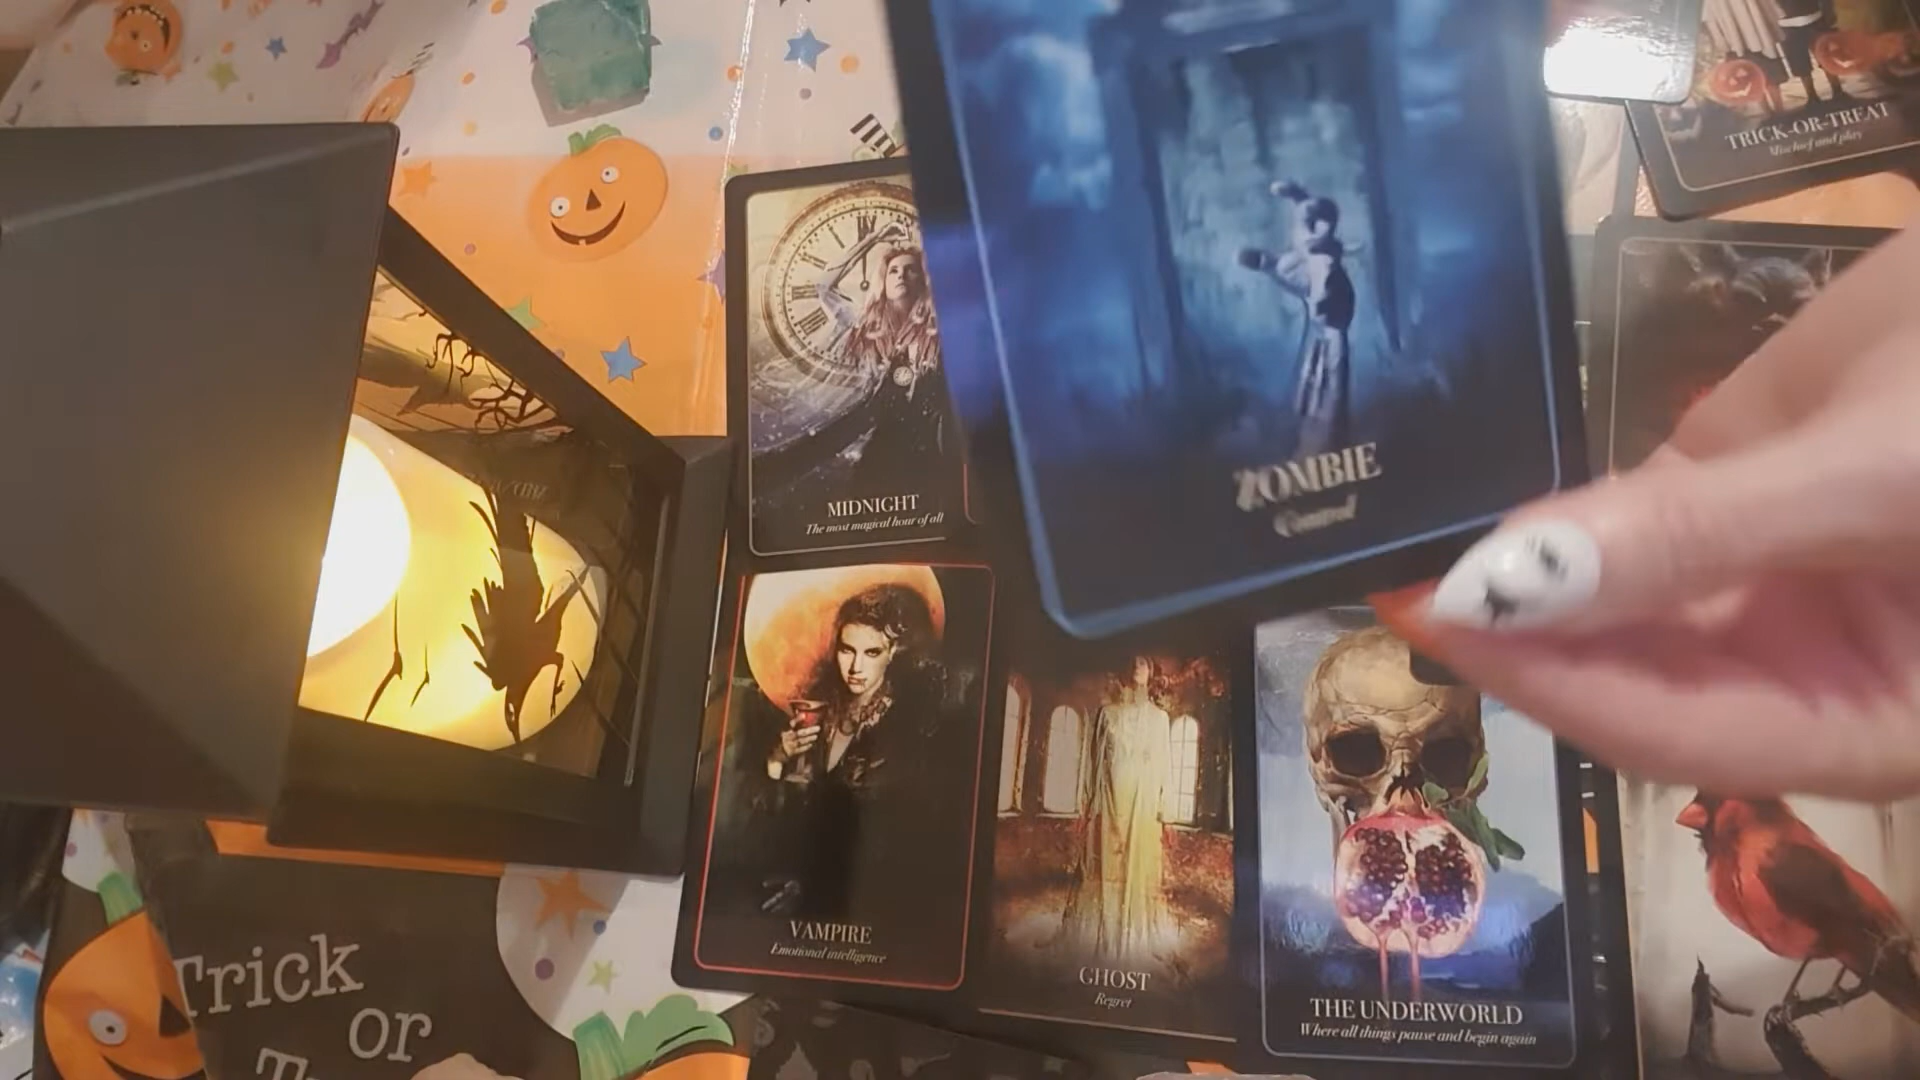 TRICK-OR-TREAT
Mischief and play
ZOMBIE
Control
MIDNIGHT
The most magical hour of all
VAMPIRE
Emotional intelligence
GHOST
Regret
THE UNDERWORLD
Where all things pause and begin again
Trick
or